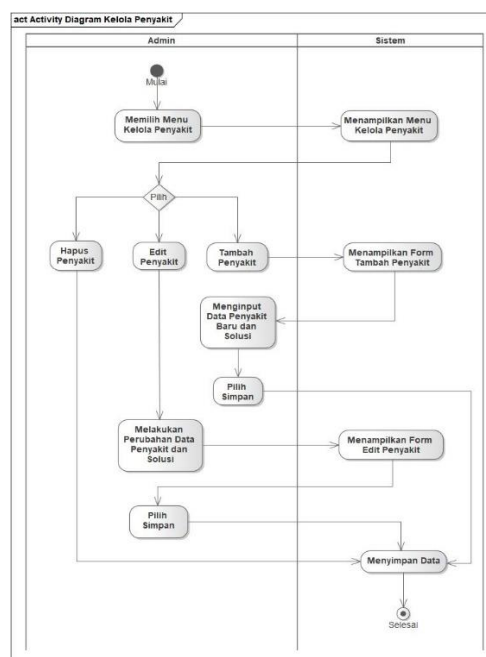 act Activity Diagram Kelola Penyakit
Admin
Sistem
Mulai
Memilih Menu
Kelola Penyakit
Menampilkan Menu
Kelola Penyakit
Pilih
Hapus
Penyakit
Edit
Penyakit
Tambah
Penyakit
Menampilkan Form
Tambah Penyakit
Menginput
Data Penyakit
Baru dan
Solusi
Pilih
Simpan
Melakukan
Perubahan Data
Penyakit dan
Solusi
Menampilkan Form
Edit Penyakit
Pilih
Simpan
Menyimpan Data
Selesai